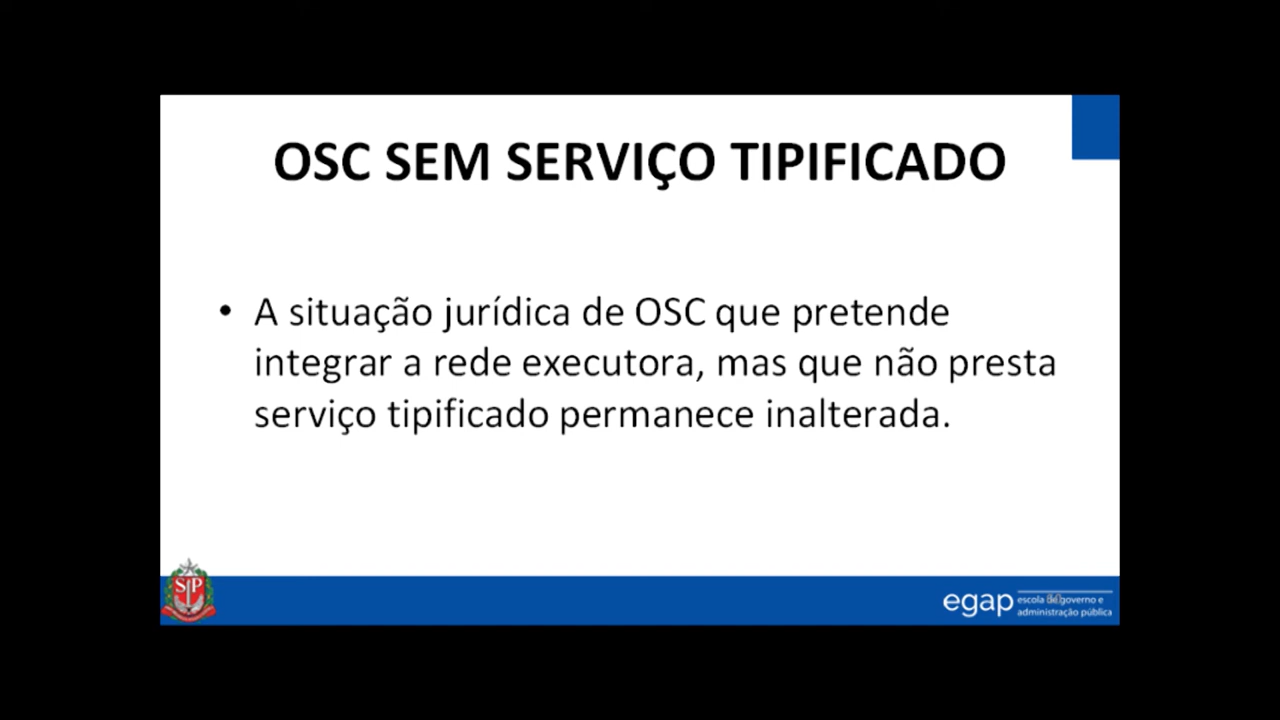 OSC SEM SERVIÇO TIPIFICADO
• A situação jurídica de OSC que pretende
integrar a rede executora, mas que não presta
serviço tipificado permanece inalterada.
SP
egap
escola de governo e
administração pública